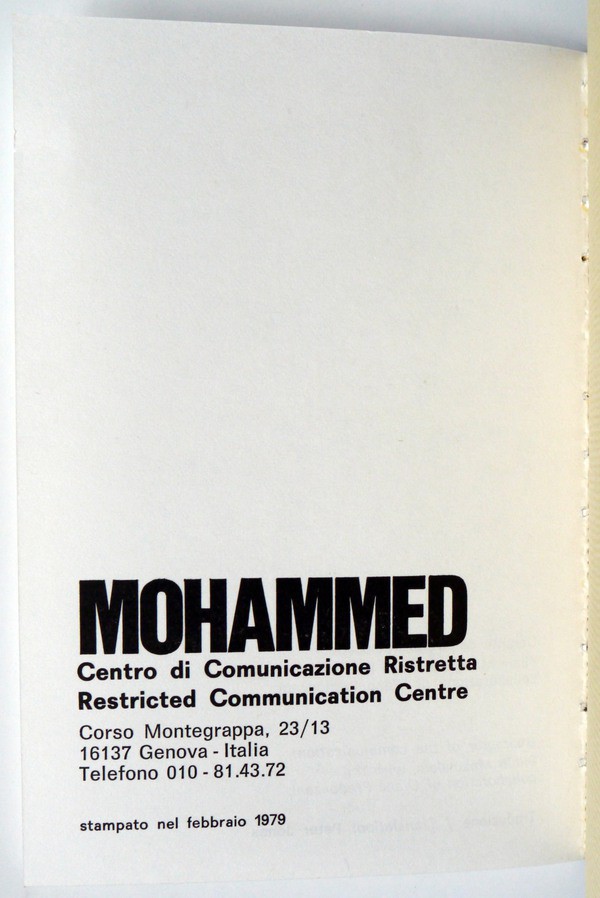 MOHAMMED
Centro di Comunicazione Ristretta
Restricted Communication Centre
Corso Montegrappa, 23/13
16137 Genova - Italia
Telefono 010 - 81.43.72
stampato nel febbraio 1979